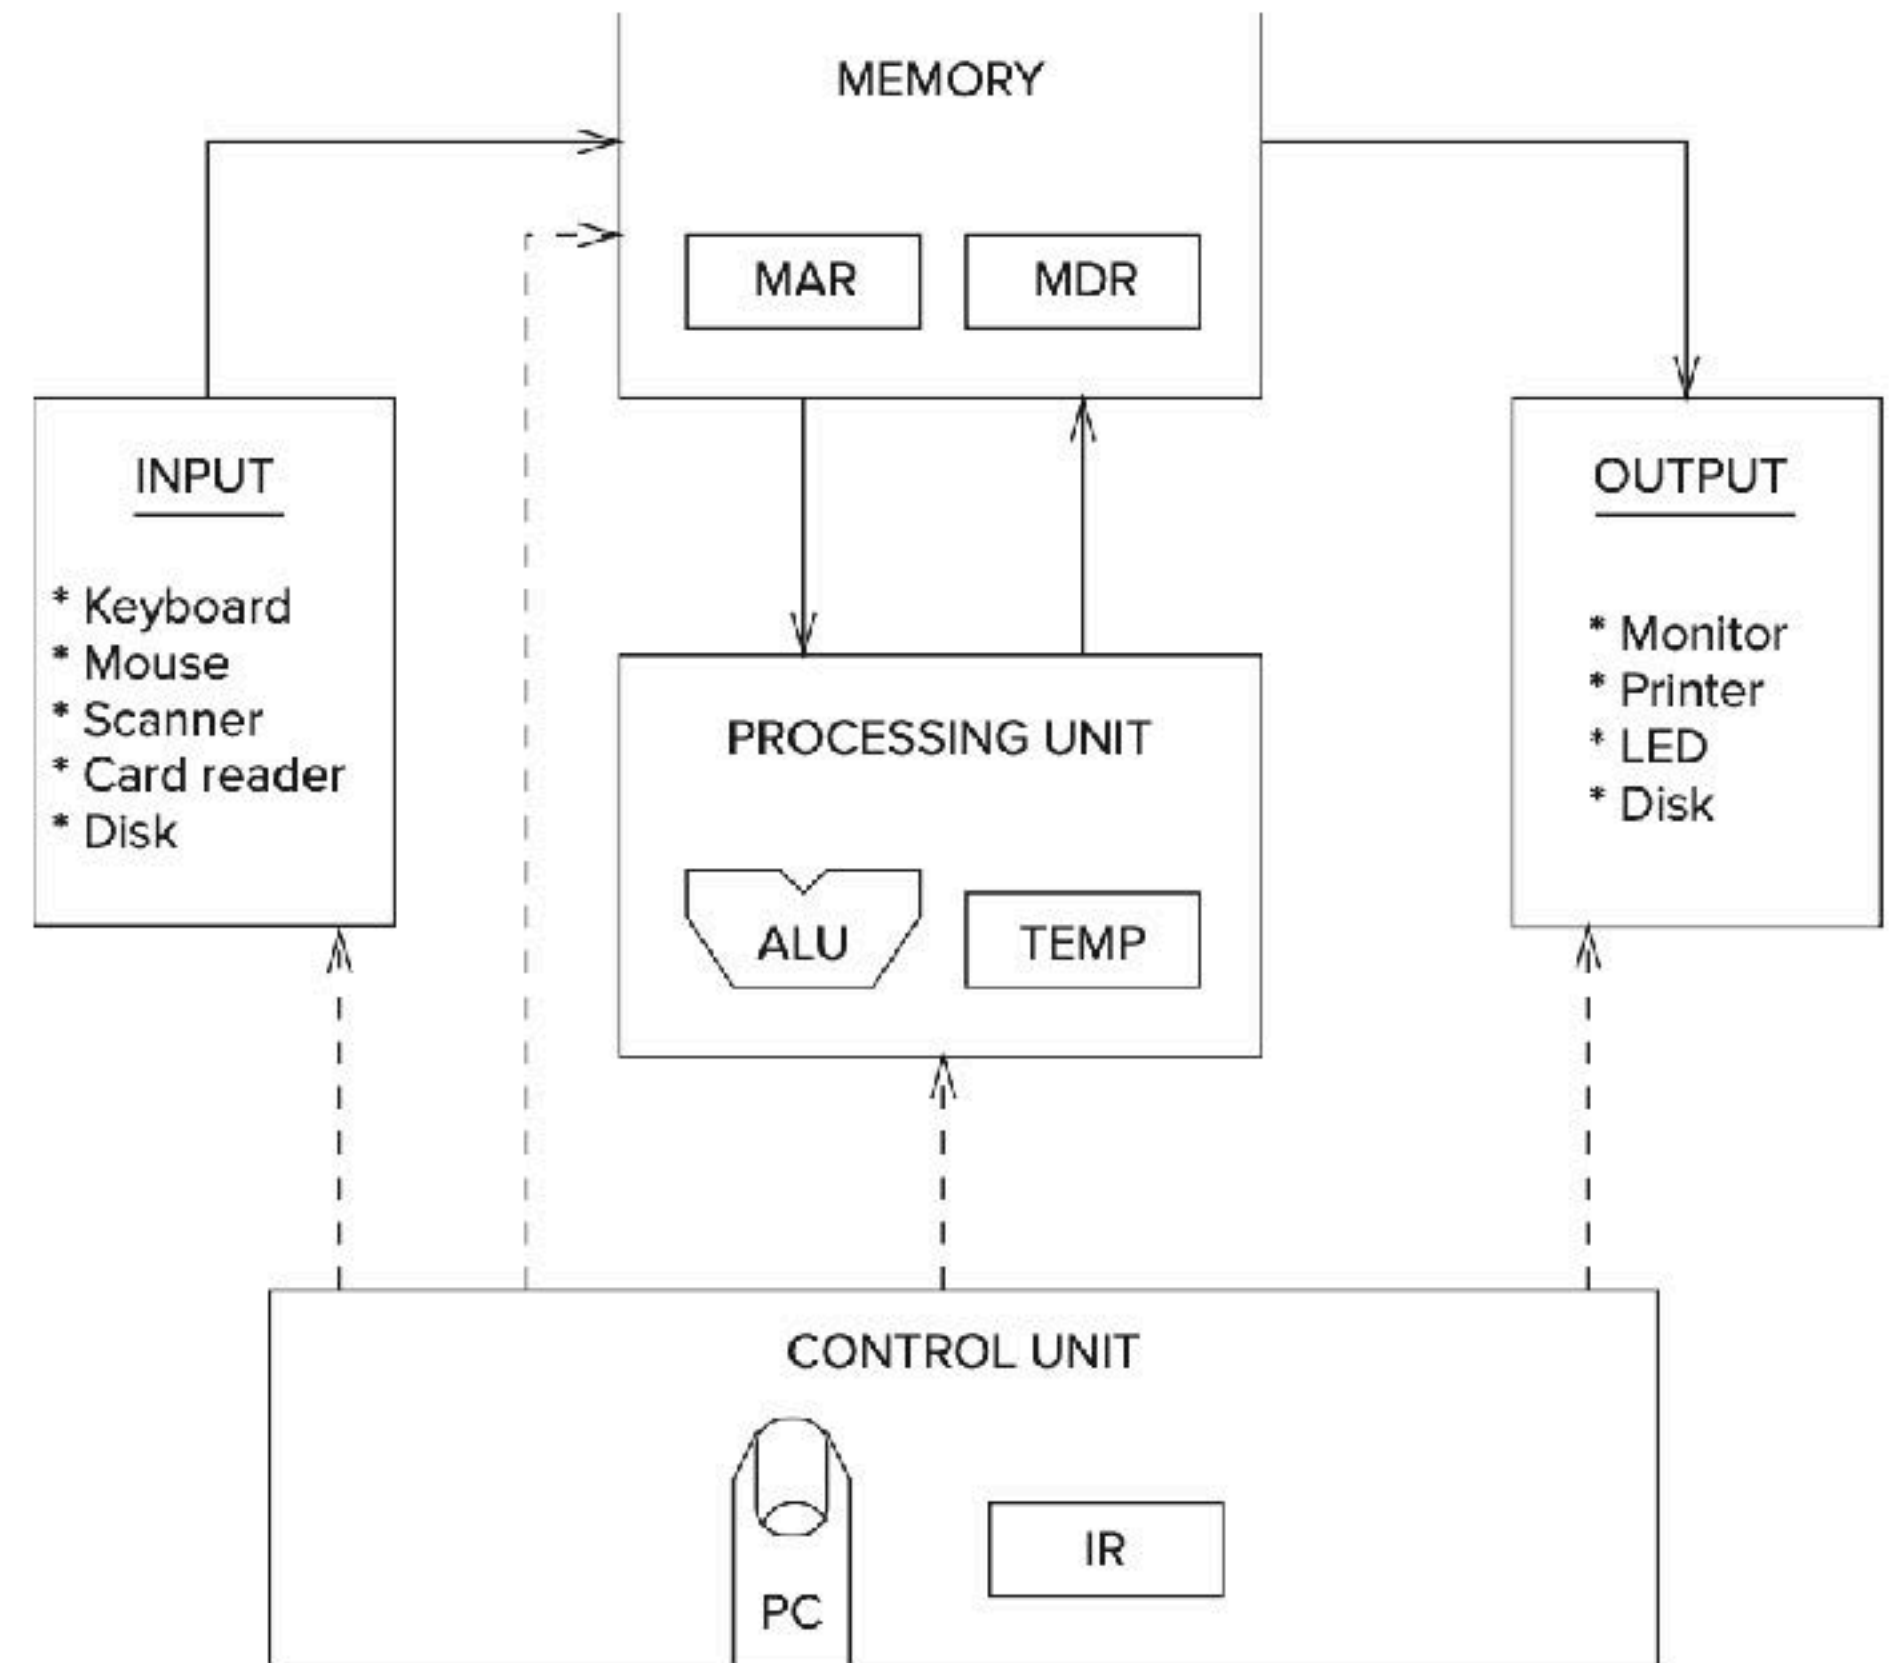 MEMORY
MAR
MDR
INPUT
* Keyboard
* Mouse
* Scanner
* Card reader
* Disk
PROCESSING UNIT
ALU
TEMP
OUTPUT
* Monitor
* Printer
* LED
* Disk
CONTROL UNIT
IR
PC